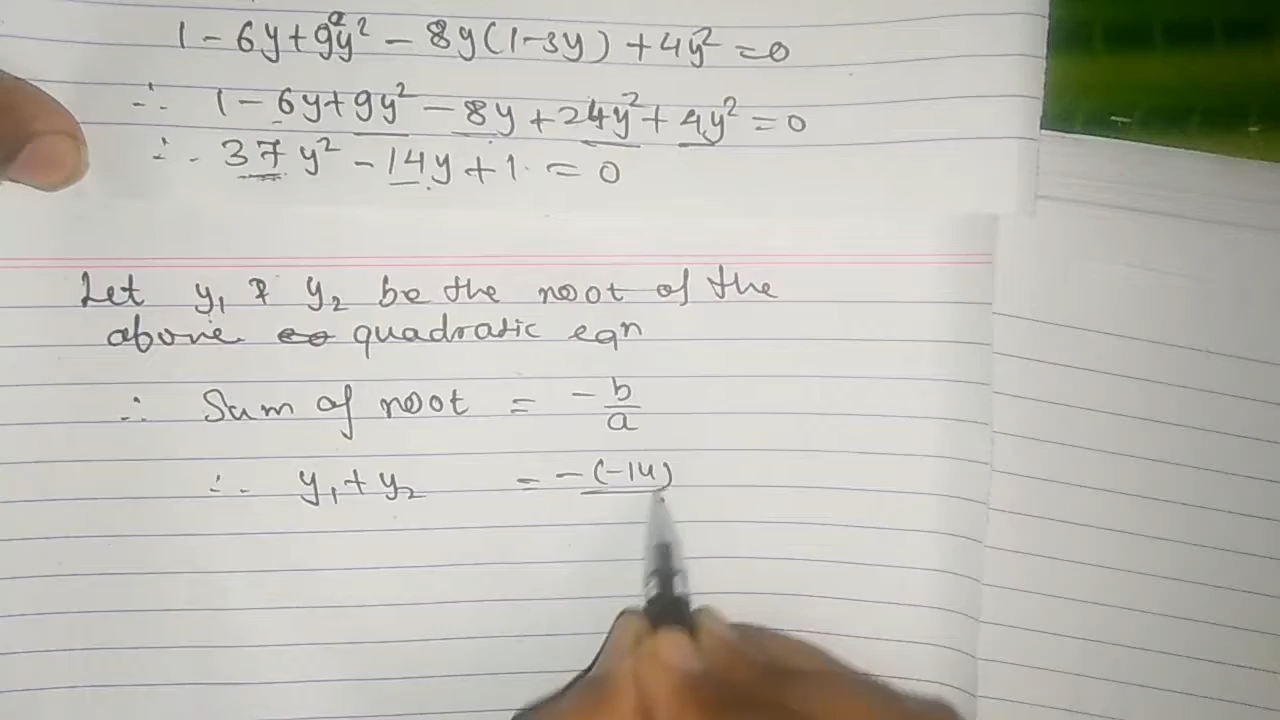 1 - 6y + 9y² - 8y(1-3y) + 4y² = 0
∴ 1 - 6y + 9y² - 8y + 24y² + 4y² = 0
∴ 37y² - 14y + 1 = 0
Let y₁ & y₂ be the root of the
above quadratic eqn
∴ Sum of root = - b/a
∴ y₁ + y₂ = -(-14)